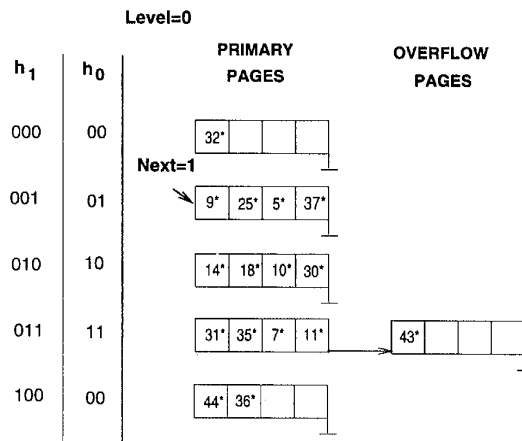 Level=0
h1 h0 PRIMARY PAGES OVERFLOW PAGES
000 00 32*
Next=1
001 01 9* 25* 5* 37*
010 10 14* 18* 10* 30*
011 11 31* 35* 7* 11* 43*
100 00 44* 36*